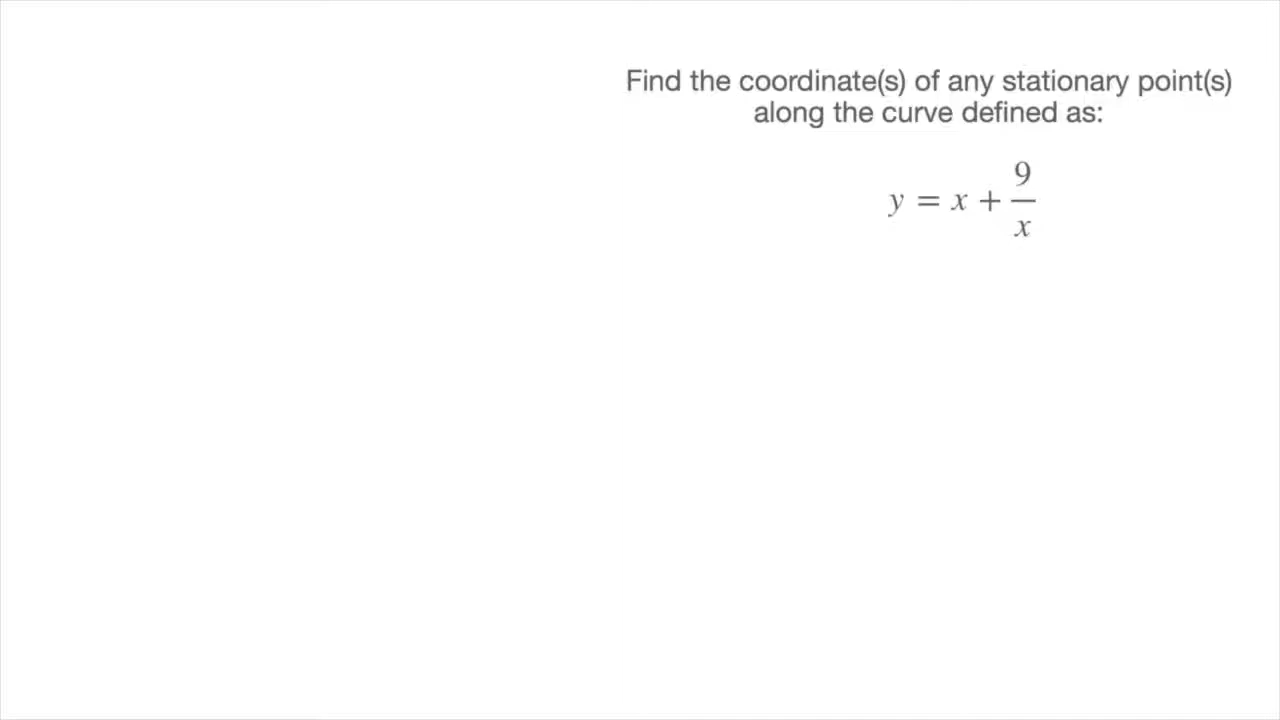 Find the coordinate(s) of any stationary point(s)
along the curve defined as:
y = x + 9/x